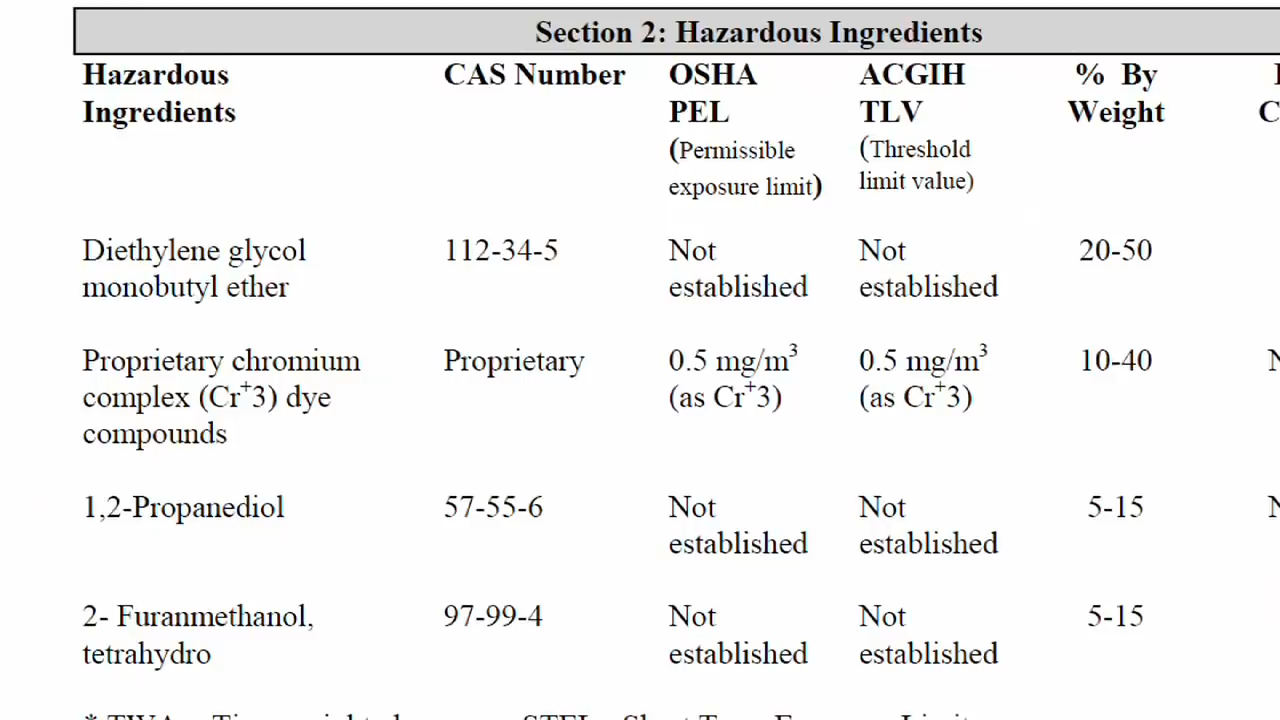 Section 2: Hazardous Ingredients
Hazardous Ingredients CAS Number OSHA PEL (Permissible exposure limit) ACGIH TLV (Threshold limit value) % By Weight
Diethylene glycol monobutyl ether 112-34-5 Not established Not established 20-50
Proprietary chromium complex (Cr⁺3) dye compounds Proprietary 0.5 mg/m³ (as Cr⁺3) 0.5 mg/m³ (as Cr⁺3) 10-40
1,2-Propanediol 57-55-6 Not established Not established 5-15
2- Furanmethanol, tetrahydro 97-99-4 Not established Not established 5-15